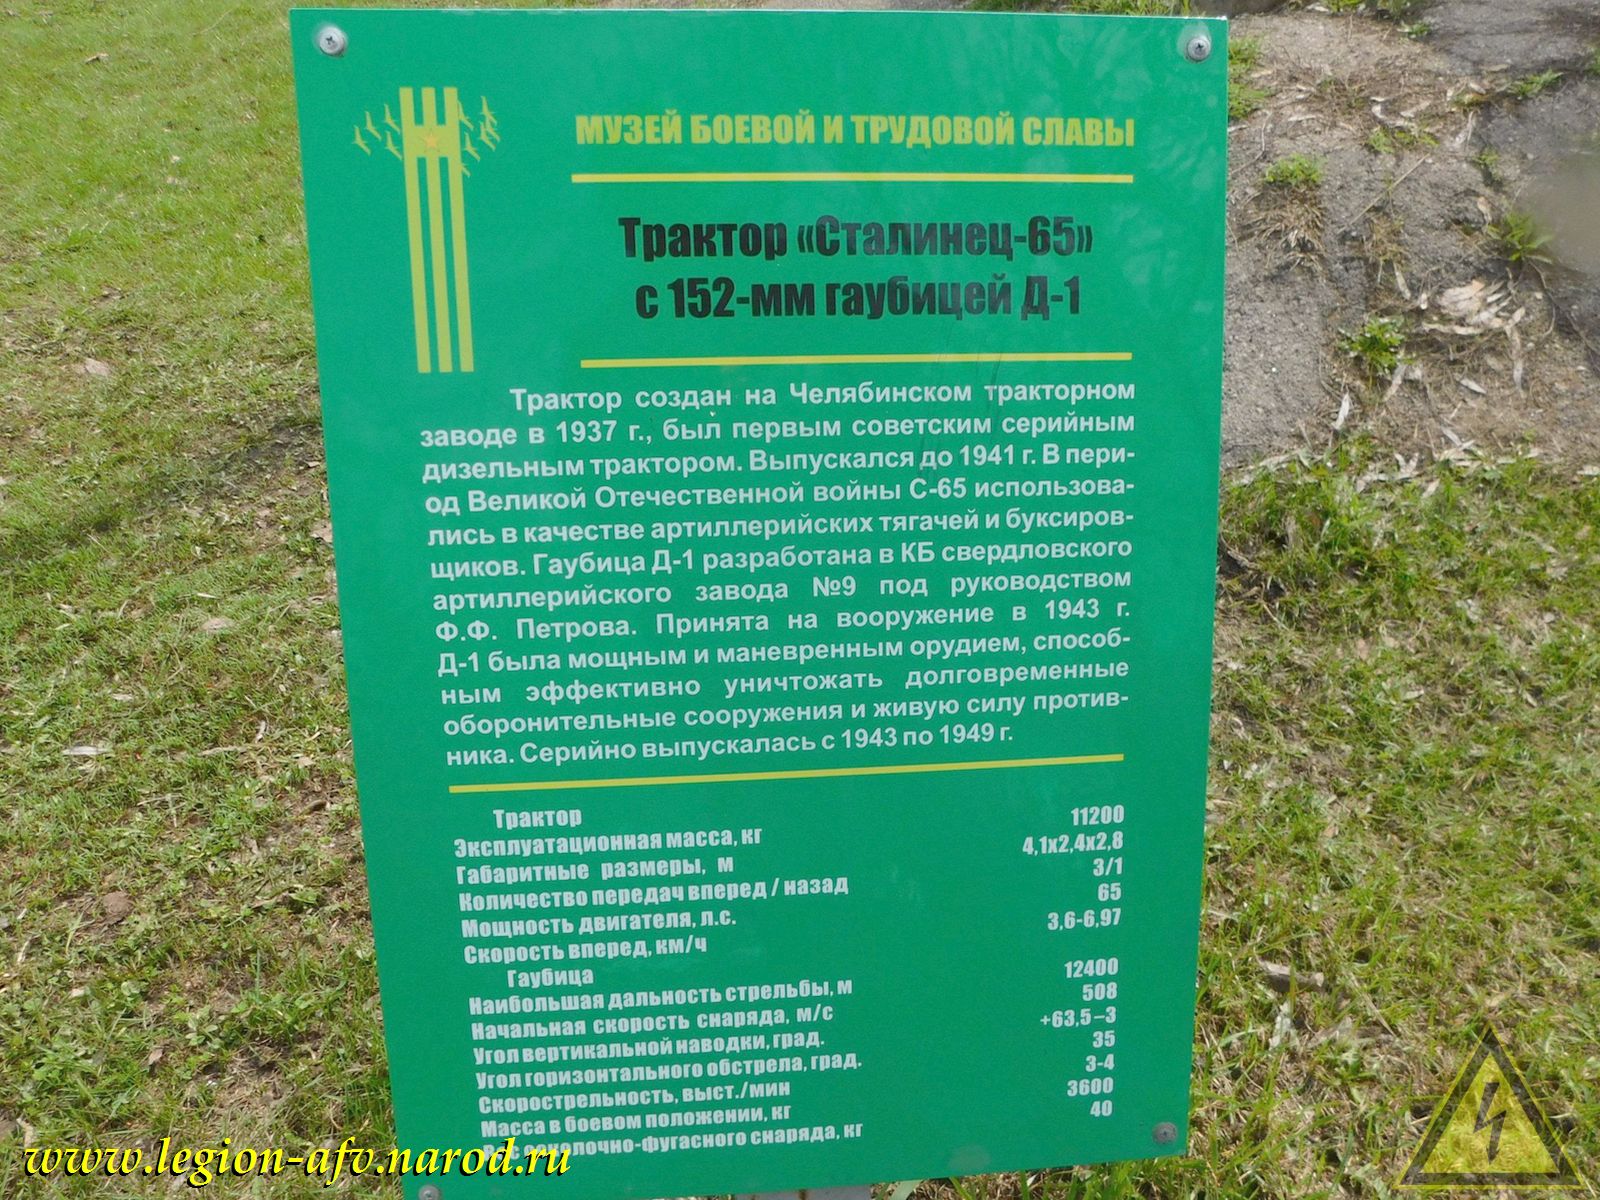 МУЗЕЙ БОЕВОЙ И ТРУДОВОЙ СЛАВЫ
Трактор «Сталинец-65»
с 152-мм гаубицей Д-1
Трактор создан на Челябинском тракторном
заводе в 1937 г., был первым советским серийным
дизельным трактором. Выпускался до 1941 г. В пери-
од Великой Отечественной войны С-65 использова-
лись в качестве артиллерийских тягачей и буксиров-
щиков. Гаубица Д-1 разработана в КБ свердловского
артиллерийского завода №9 под руководством
Ф.Ф. Петрова. Принята на вооружение в 1943 г.
Д-1 была мощным и маневренным орудием, способ-
ным эффективно уничтожать долговременные
оборонительные сооружения и живую силу против-
ника. Серийно выпускалась с 1943 по 1949 г.
Трактор
Эксплуатационная масса, кг 11200
Габаритные размеры, м 4,1х2,4х2,8
Количество передач вперед / назад 3/1
Мощность двигателя, л.с. 65
Скорость вперед, км/ч 3,6-6,97
Гаубица
Наибольшая дальность стрельбы, м 12400
Начальная скорость снаряда, м/с 508
Угол вертикальной наводки, град. +63,5–3
Угол горизонтального обстрела, град. 35
Скорострельность, выст./мин 3-4
Масса в боевом положении, кг 3600
осколочно-фугасного снаряда, кг 40
www.legion-afv.narod.ru